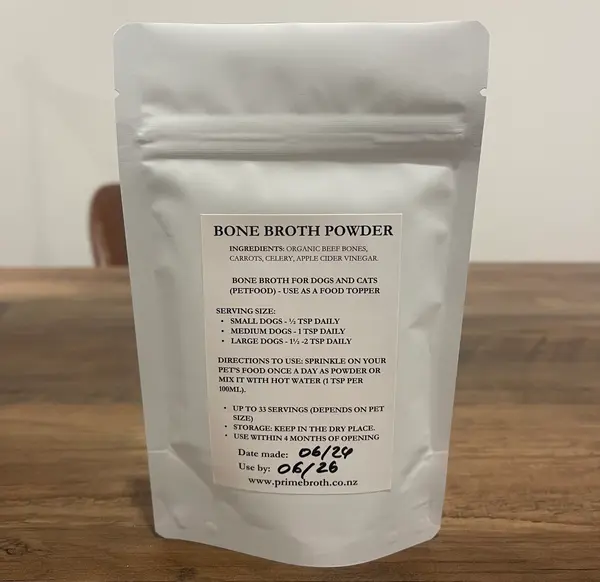 BONE BROTH POWDER
INGREDIENTS: ORGANIC BEEF BONES,
CARROTS, CELERY, APPLE CIDER VINEGAR.
BONE BROTH FOR DOGS AND CATS
(PETFOOD) - USE AS A FOOD TOPPER
SERVING SIZE:
• SMALL DOGS - ½ TSP DAILY
• MEDIUM DOGS - 1 TSP DAILY
• LARGE DOGS - 1½ -2 TSP DAILY
DIRECTIONS TO USE: SPRINKLE ON YOUR
PET'S FOOD ONCE A DAY AS POWDER OR
MIX IT WITH HOT WATER (1 TSP PER
100ML).
• UP TO 33 SERVINGS (DEPENDS ON PET
SIZE)
• STORAGE: KEEP IN THE DRY PLACE.
• USE WITHIN 4 MONTHS OF OPENING
Date made: 06/24
Use by: 06/26
www.primebroth.co.nz